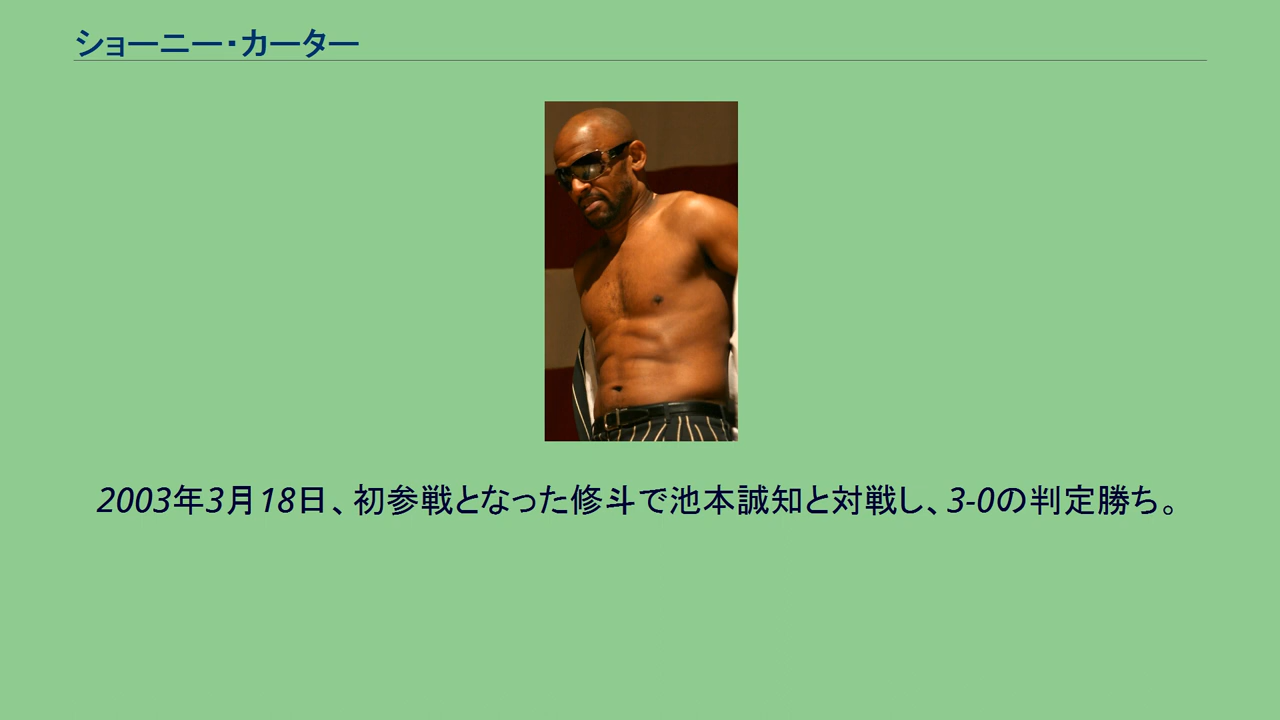 ショーニー・カーター
2003年3月18日、初参戦となった修斗で池本誠知と対戦し、3-0の判定勝ち。